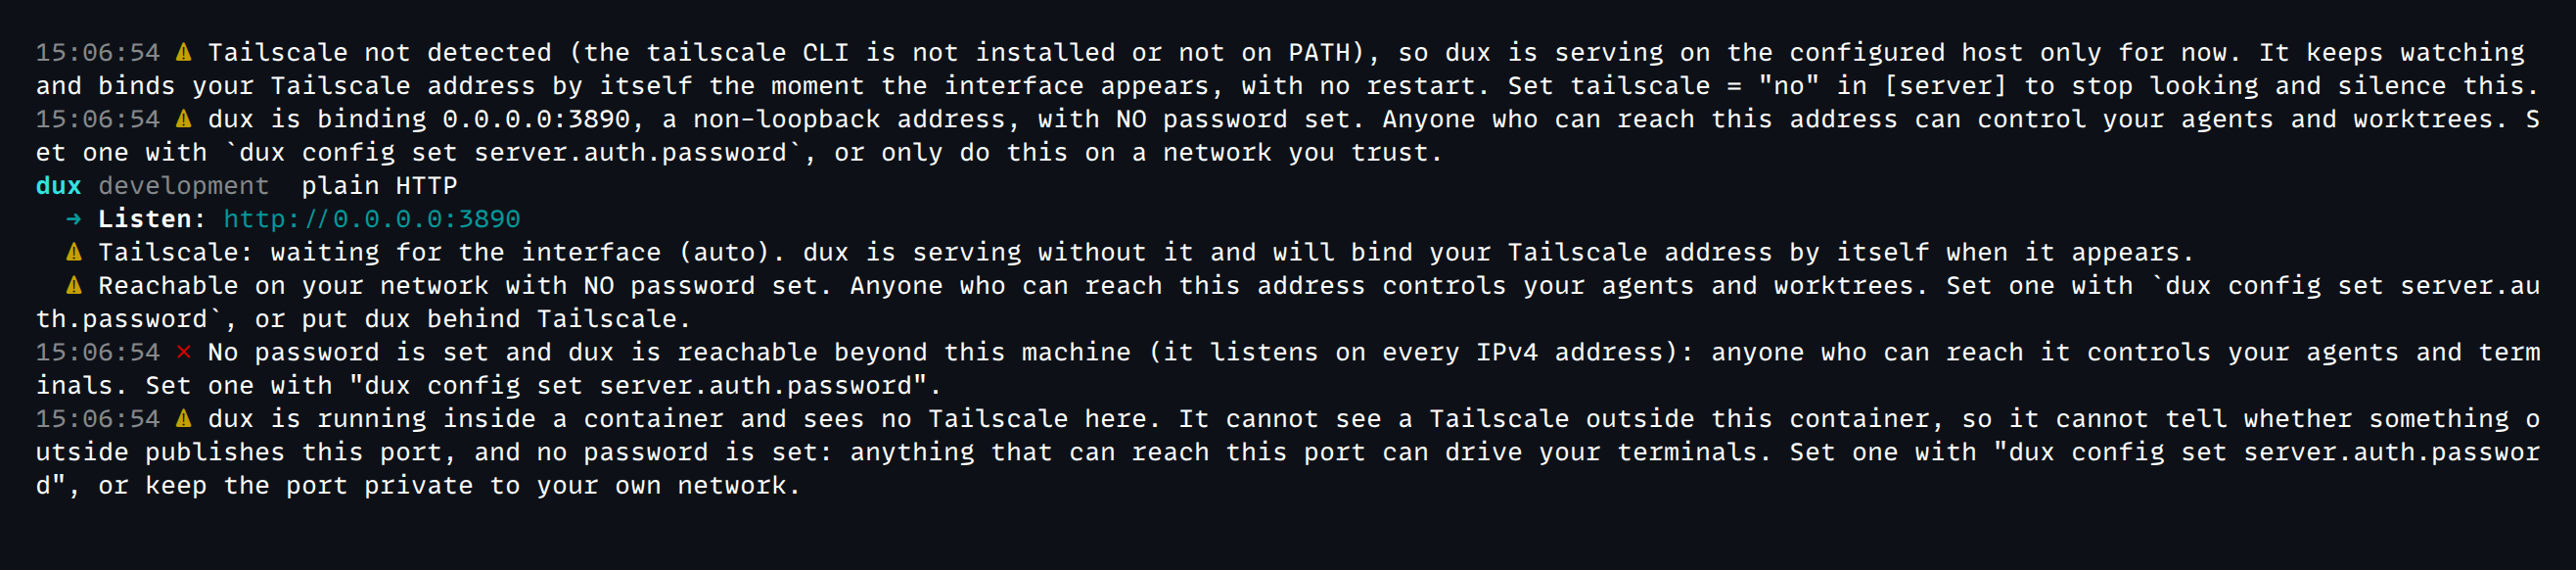 15:06:54 ⚠ Tailscale not detected (the tailscale CLI is not installed or not on PATH), so dux is serving on the configured host only for now. It keeps watching
and binds your Tailscale address by itself the moment the interface appears, with no restart. Set tailscale = "no" in [server] to stop looking and silence this.
15:06:54 ⚠ dux is binding 0.0.0.0:3890, a non-loopback address, with NO password set. Anyone who can reach this address can control your agents and worktrees. S
et one with `dux config set server.auth.password`, or only do this on a network you trust.
dux development  plain HTTP
  → Listen: http://0.0.0.0:3890
  ⚠ Tailscale: waiting for the interface (auto). dux is serving without it and will bind your Tailscale address by itself when it appears.
  ⚠ Reachable on your network with NO password set. Anyone who can reach this address controls your agents and worktrees. Set one with `dux config set server.au
th.password`, or put dux behind Tailscale.
15:06:54 ✕ No password is set and dux is reachable beyond this machine (it listens on every IPv4 address): anyone who can reach it controls your agents and term
inals. Set one with "dux config set server.auth.password".
15:06:54 ⚠ dux is running inside a container and sees no Tailscale here. It cannot see a Tailscale outside this container, so it cannot tell whether something o
utside publishes this port, and no password is set: anything that can reach this port can drive your terminals. Set one with "dux config set server.auth.passwor
d", or keep the port private to your own network.